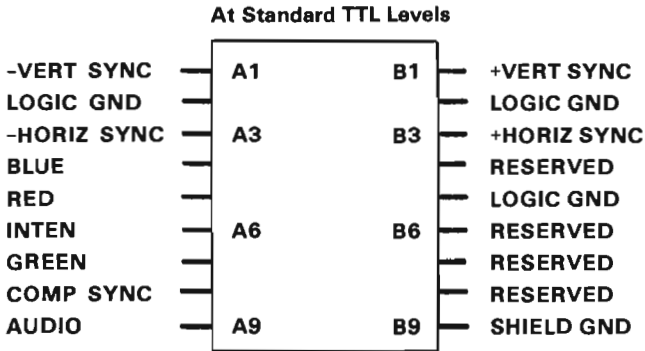 At Standard TTL Levels
-VERT SYNC A1 B1 +VERT SYNC
LOGIC GND LOGIC GND
-HORIZ SYNC A3 B3 +HORIZ SYNC
BLUE RESERVED
RED LOGIC GND
INTEN A6 B6 RESERVED
GREEN RESERVED
COMP SYNC RESERVED
AUDIO A9 B9 SHIELD GND